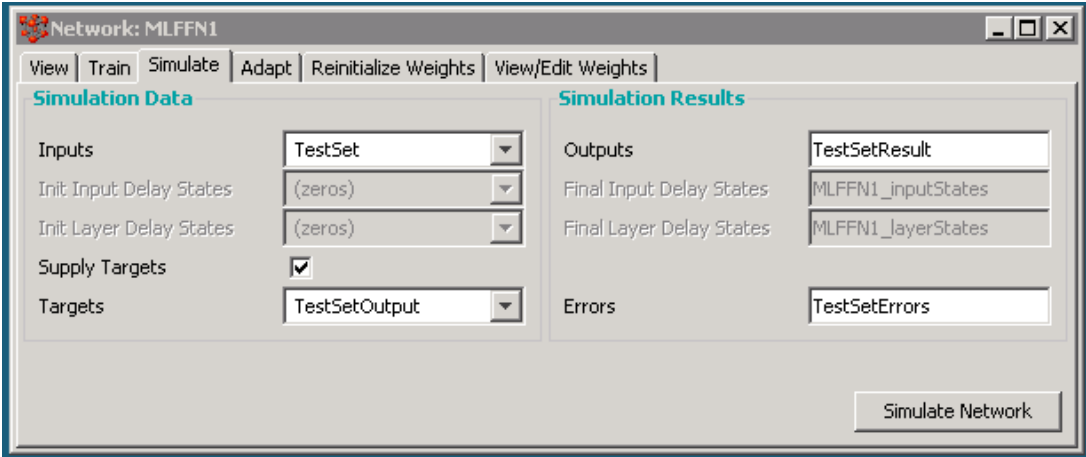 Network: MLFFN1
View Train Simulate Adapt Reinitialize Weights View/Edit Weights
Simulation Data
Inputs TestSet
Init Input Delay States (zeros)
Init Layer Delay States (zeros)
Supply Targets
Targets TestSetOutput
Simulation Results
Outputs TestSetResult
Final Input Delay States MLFFN1_inputStates
Final Layer Delay States MLFFN1_layerStates
Errors TestSetErrors
Simulate Network